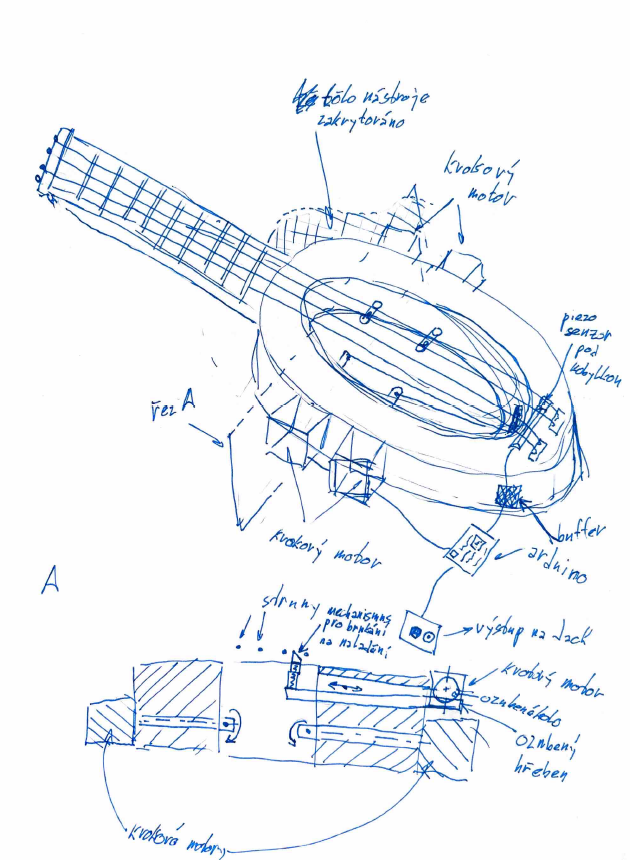 tělo nástroje
zakrytováno
krokový
motor
piezo
senzor
pod
kobylkou
řez A
krokový motor
buffer
arduino
A
struny
mechanismus
pro brnkání
na
výstup na Jack
krokový motor
ozubené kolo
ozubený
hřeben
krokové motory